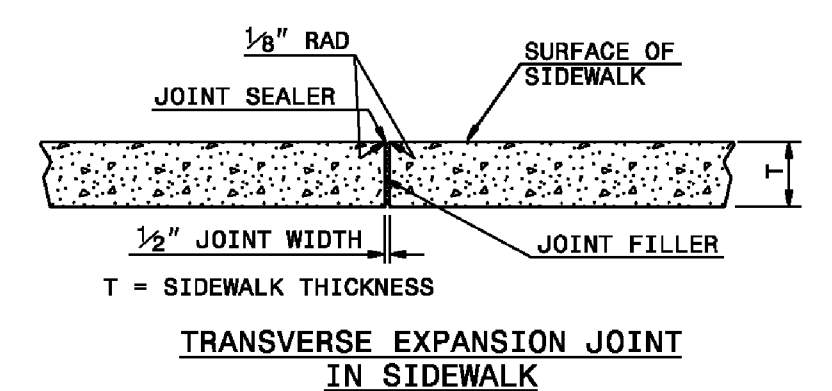 ⅛" RAD
SURFACE OF
SIDEWALK
JOINT SEALER
T
½" JOINT WIDTH
JOINT FILLER
T = SIDEWALK THICKNESS
TRANSVERSE EXPANSION JOINT
IN SIDEWALK